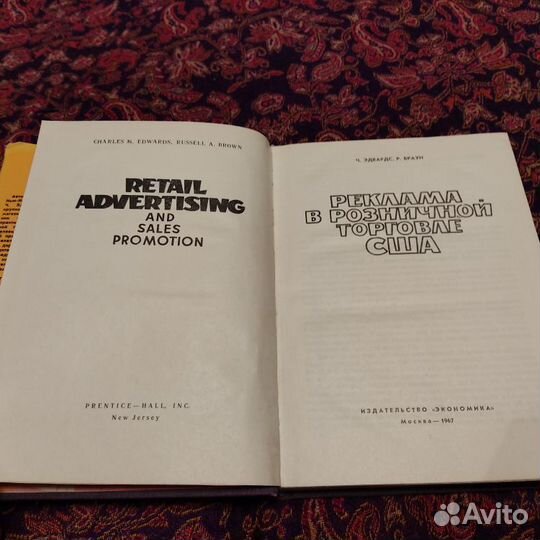 CHARLES M. EDWARDS, RUSSELL A. BROWN
RETAIL
ADVERTISING
AND
SALES
PROMOTION
PRENTICE—HALL, INC.
New Jersey
Ч. ЭДВАРДС, Р. БРАУН
РЕКЛАМА
В РОЗНИЧНОЙ
ТОРГОВЛЕ
США
ИЗДАТЕЛЬСТВО «ЭКОНОМИКА»
Москва—1967
Avito